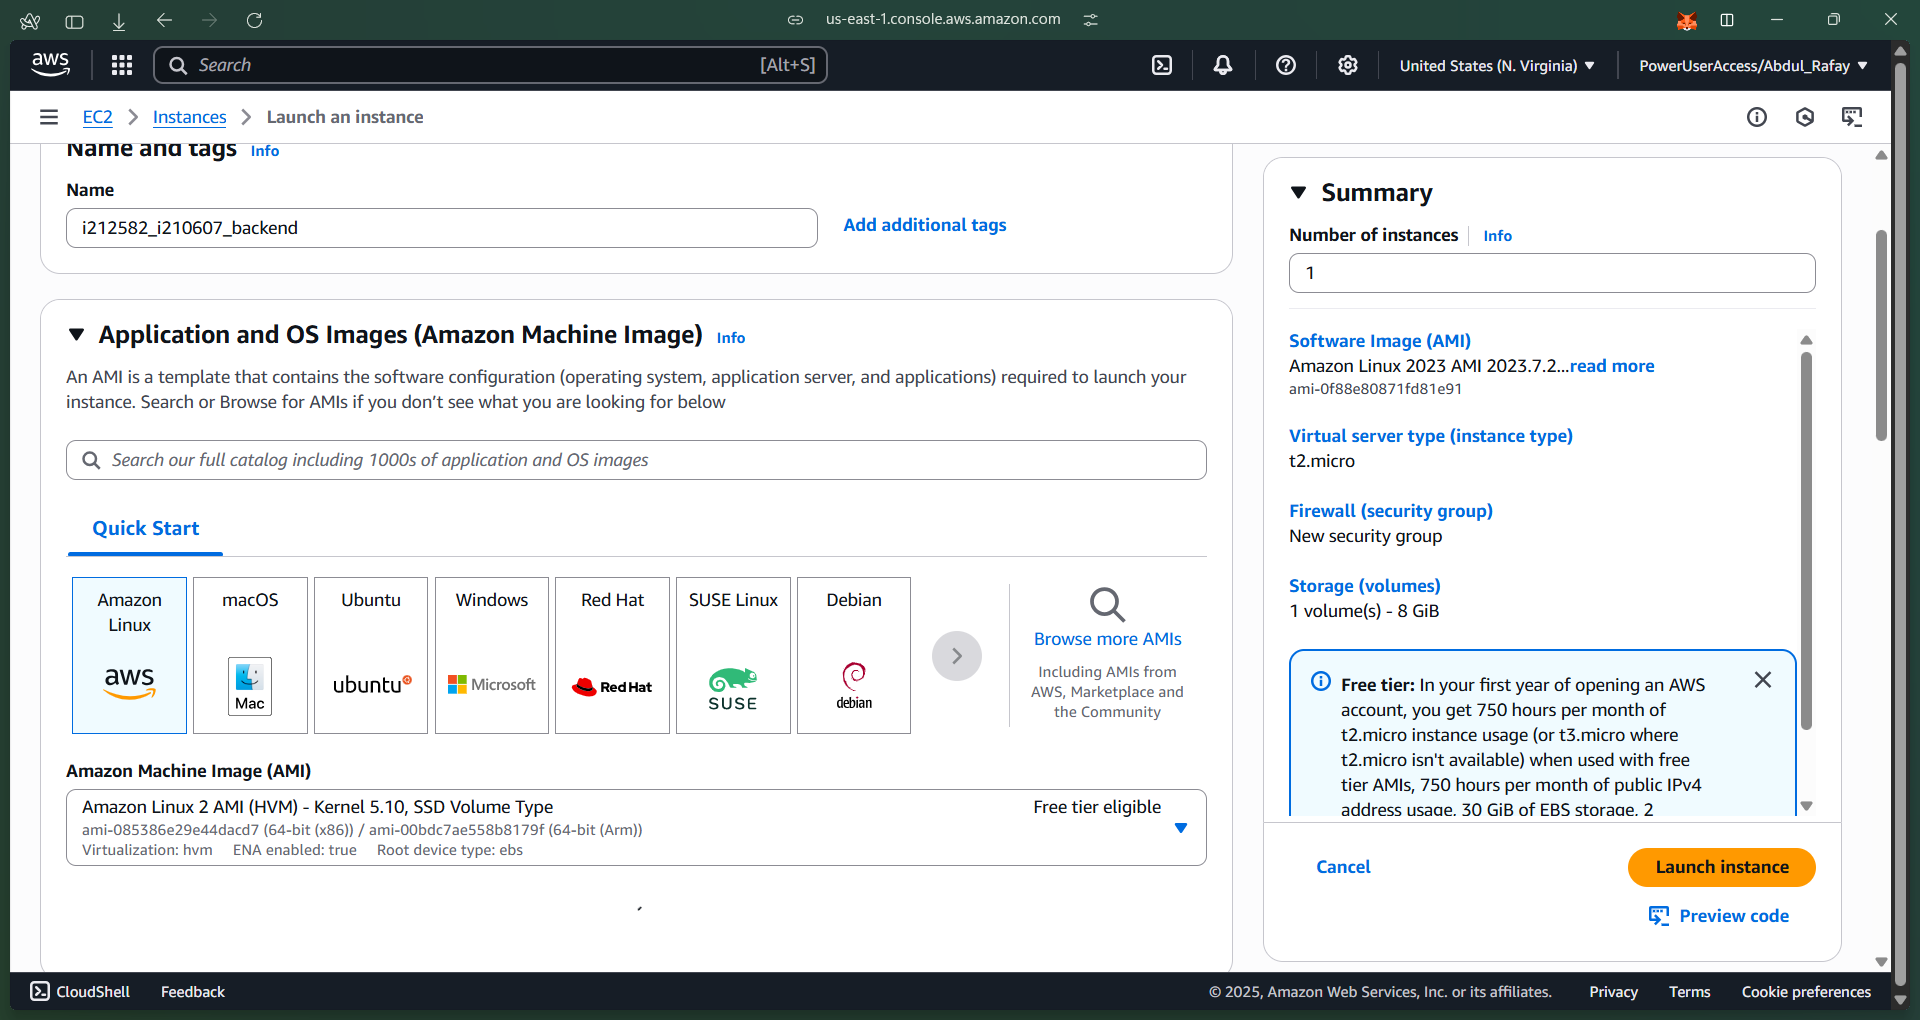 us-east-1.console.aws.amazon.com
aws
Search
[Alt+S]
United States (N. Virginia)
PowerUserAccess/Abdul_Rafay
EC2
Instances
Launch an instance
Name and tags
Info
Name
i212582_i210607_backend
Add additional tags
Application and OS Images (Amazon Machine Image)
Info
An AMI is a template that contains the software configuration (operating system, application server, and applications) required to launch your
instance. Search or Browse for AMIs if you don't see what you are looking for below
Search our full catalog including 1000s of application and OS images
Quick Start
Amazon
Linux
aws
macOS
Mac
Ubuntu
ubuntu
Windows
Microsoft
Red Hat
Red Hat
SUSE Linux
SUSE
Debian
debian
Browse more AMIs
Including AMIs from
AWS, Marketplace and
the Community
Amazon Machine Image (AMI)
Amazon Linux 2 AMI (HVM) - Kernel 5.10, SSD Volume Type
Free tier eligible
ami-085386e29e44dacd7 (64-bit (x86)) / ami-00bdc7ae558b8179f (64-bit (Arm))
Virtualization: hvm
ENA enabled: true
Root device type: ebs
Summary
Number of instances
Info
1
Software Image (AMI)
Amazon Linux 2023 AMI 2023.7.2...read more
ami-0f88e80871fd81e91
Virtual server type (instance type)
t2.micro
Firewall (security group)
New security group
Storage (volumes)
1 volume(s) - 8 GiB
Free tier: In your first year of opening an AWS
account, you get 750 hours per month of
t2.micro instance usage (or t3.micro where
t2.micro isn't available) when used with free
tier AMIs, 750 hours per month of public IPv4
address usage, 30 GiB of EBS storage, 2
Cancel
Launch instance
Preview code
CloudShell
Feedback
© 2025, Amazon Web Services, Inc. or its affiliates.
Privacy
Terms
Cookie preferences